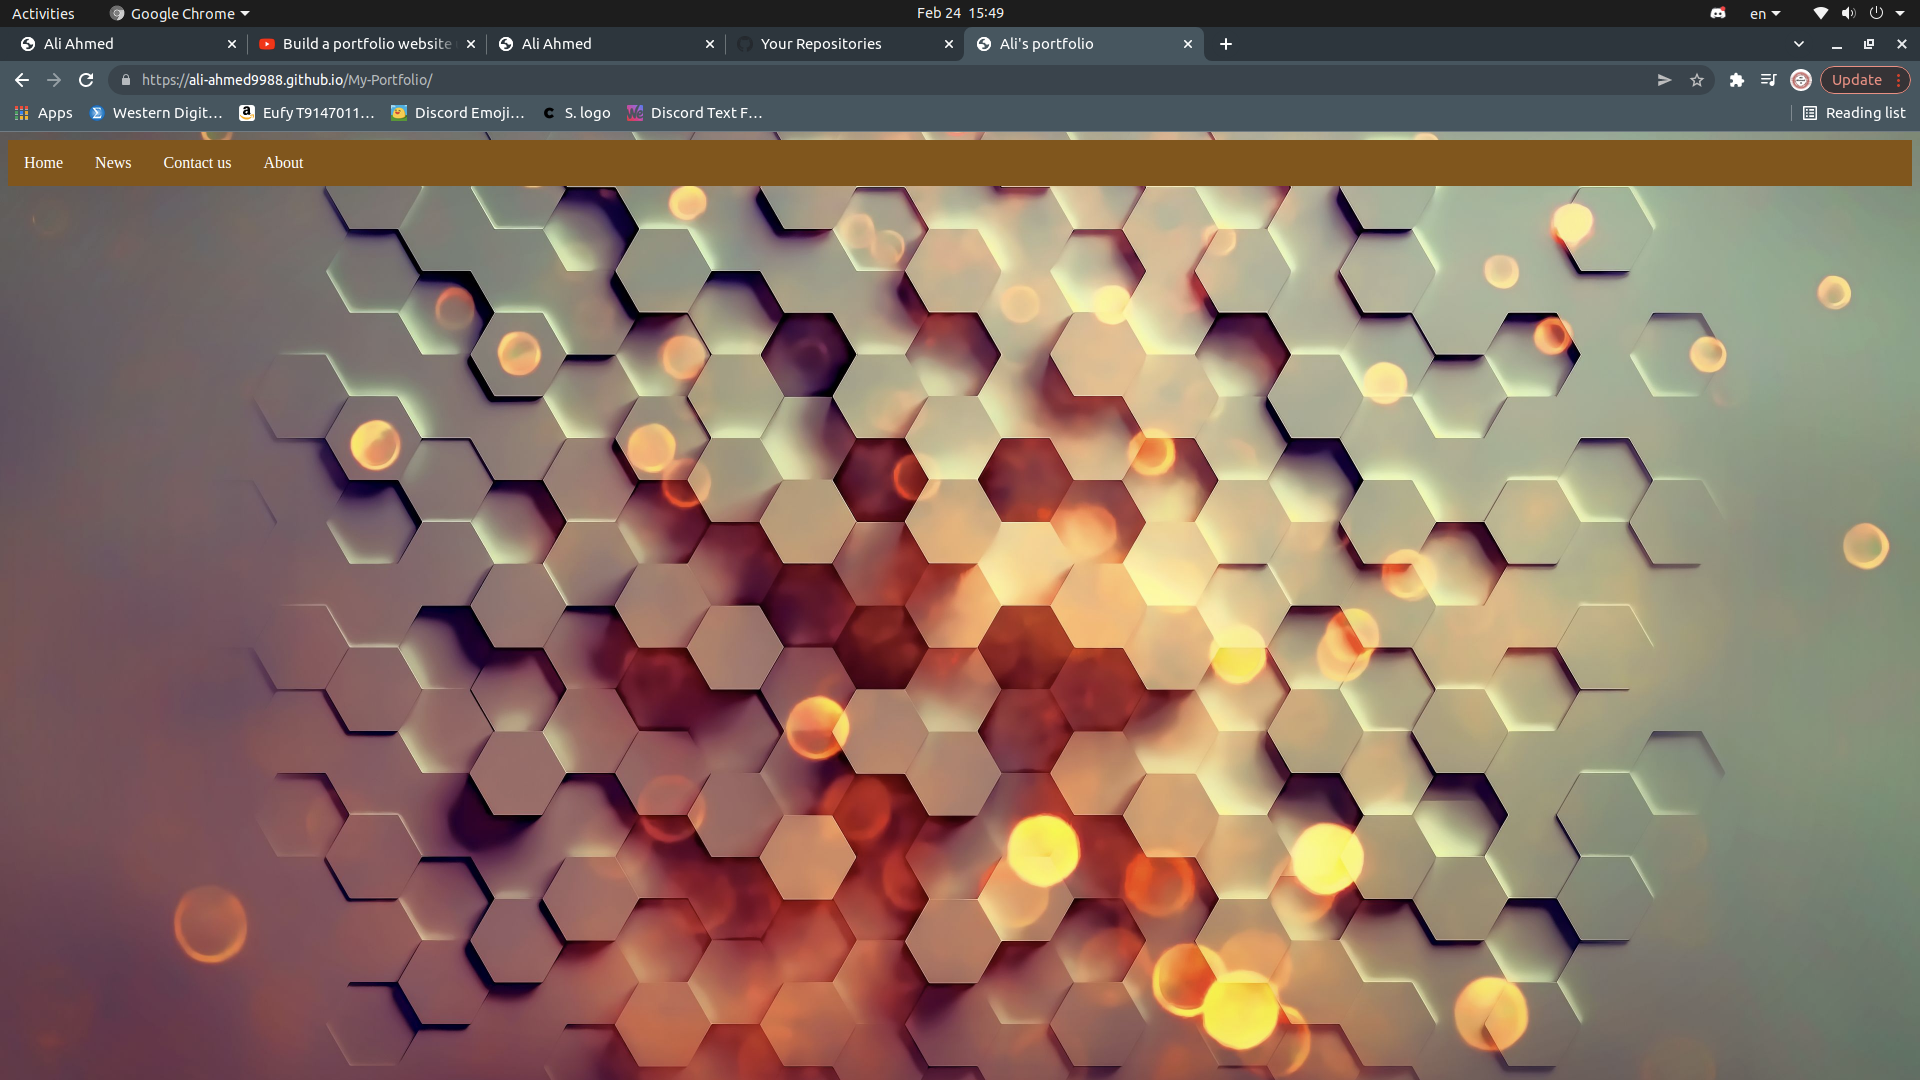 Activities Google Chrome Feb 24 15:49 en
Ali Ahmed Build a portfolio website Ali Ahmed Your Repositories Ali's portfolio
https://ali-ahmed9988.github.io/My-Portfolio/ Update
Apps Western Digit... Eufy T9147011... Discord Emoji... S. logo Discord Text F... Reading list
Home News Contact us About